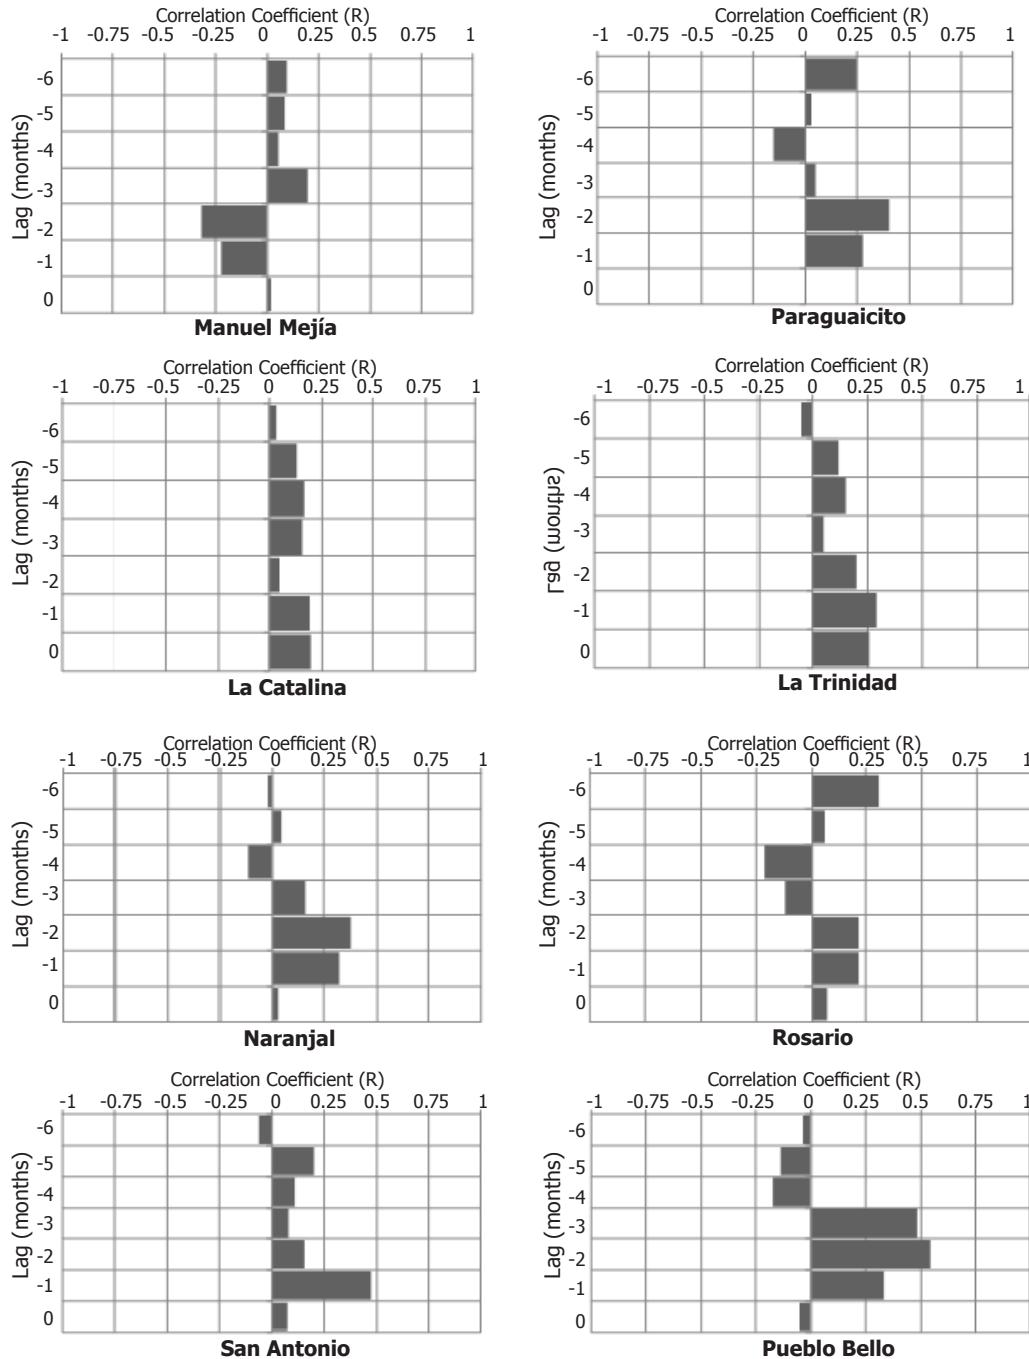 Correlation Coefficient (R)
-1 -0.75 -0.5 -0.25 0 0.25 0.5 0.75 1
Lag (months)
-6
-5
-4
-3
-2
-1
0
Manuel Mejía
Correlation Coefficient (R)
-1 -0.75 -0.5 -0.25 0 0.25 0.5 0.75 1
Lag (months)
-6
-5
-4
-3
-2
-1
0
Paraguaicito
Correlation Coefficient (R)
-1 -0.75 -0.5 -0.25 0 0.25 0.5 0.75 1
Lag (months)
-6
-5
-4
-3
-2
-1
0
La Catalina
Correlation Coefficient (R)
-1 -0.75 -0.5 -0.25 0 0.25 0.5 0.75 1
Lag (months)
-6
-5
-4
-3
-2
-1
0
La Trinidad
Correlation Coefficient (R)
-1 -0.75 -0.5 -0.25 0 0.25 0.5 0.75 1
Lag (months)
-6
-5
-4
-3
-2
-1
0
Naranjal
Correlation Coefficient (R)
-1 -0.75 -0.5 -0.25 0 0.25 0.5 0.75 1
Lag (months)
-6
-5
-4
-3
-2
-1
0
Rosario
Correlation Coefficient (R)
-1 -0.75 -0.5 -0.25 0 0.25 0.5 0.75 1
Lag (months)
-6
-5
-4
-3
-2
-1
0
San Antonio
Correlation Coefficient (R)
-1 -0.75 -0.5 -0.25 0 0.25 0.5 0.75 1
Lag (months)
-6
-5
-4
-3
-2
-1
0
Pueblo Bello